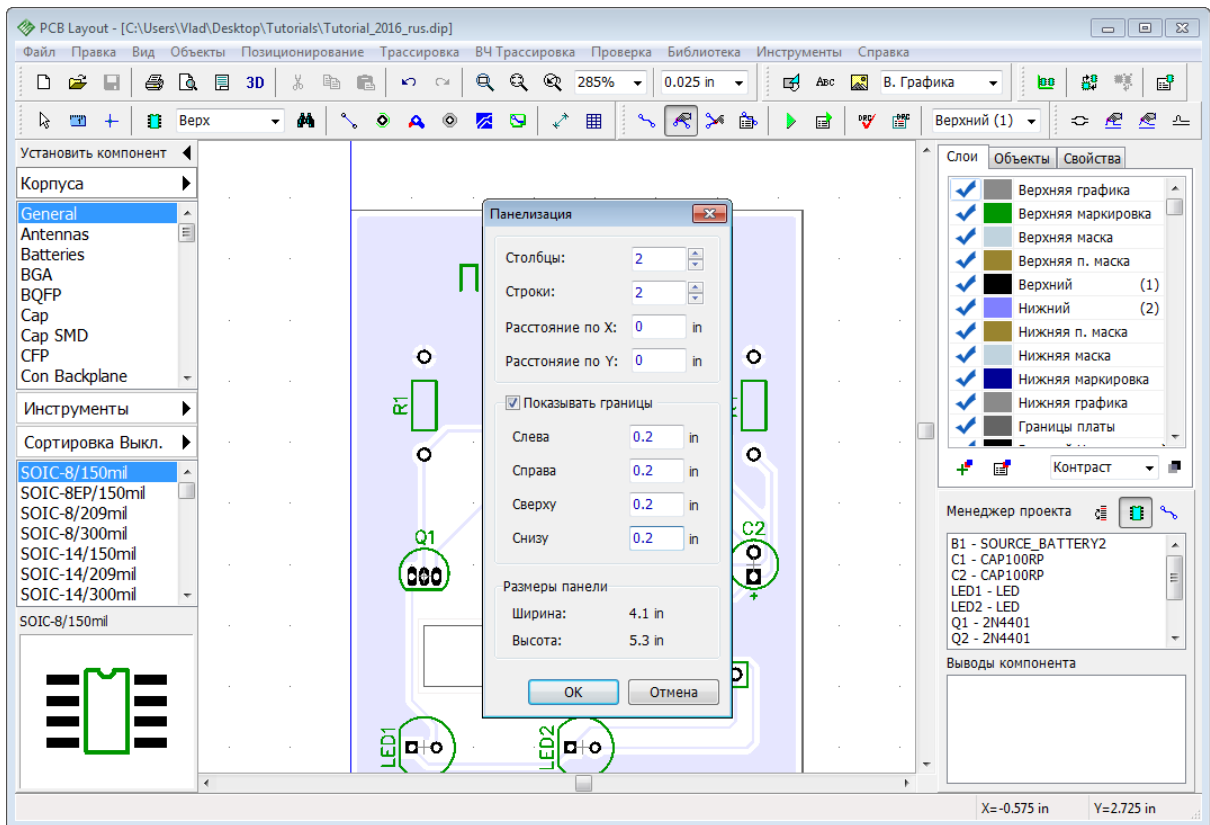 PCB Layout - [C:\Users\Vlad\Desktop\Tutorials\Tutorial_2016_rus.dip]
Файл Правка Вид Объекты Позиционирование Трассировка ВЧ Трассировка Проверка Библиотека Инструменты Справка
3D 285% 0.025 in ABC В. Графика
Верх DRC DRC Верхний (1)
Установить компонент
Корпуса
General
Antennas
Batteries
BGA
BQFP
Cap
Cap SMD
CFP
Con Backplane
Инструменты
Сортировка Выкл.
SOIC-8/150mil
SOIC-8EP/150mil
SOIC-8/209mil
SOIC-8/300mil
SOIC-14/150mil
SOIC-14/209mil
SOIC-14/300mil
SOIC-8/150mil
П
R1
Q1
C2
+
LED1
LED2
Панелизация
Столбцы: 2
Строки: 2
Расстояние по X: 0 in
Расстоняие по Y: 0 in
Показывать границы
Слева 0.2 in
Справа 0.2 in
Сверху 0.2 in
Снизу 0.2 in
Размеры панели
Ширина: 4.1 in
Высота: 5.3 in
OK Отмена
Слои Объекты Свойства
Верхняя графика
Верхняя маркировка
Верхняя маска
Верхняя п. маска
Верхний (1)
Нижний (2)
Нижняя п. маска
Нижняя маска
Нижняя маркировка
Нижняя графика
Границы платы
Контраст
Менеджер проекта
B1 - SOURCE_BATTERY2
C1 - CAP100RP
C2 - CAP100RP
LED1 - LED
LED2 - LED
Q1 - 2N4401
Q2 - 2N4401
Выводы компонента
X=-0.575 in Y=2.725 in